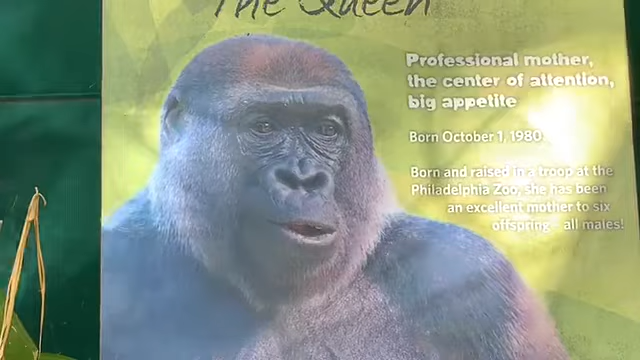 The Queen
Professional mother,
the center of attention,
big appetite
Born October 1, 1980.
Born and raised in a troop at the
Philadelphia Zoo, she has been
an excellent mother to six
offspring – all males!